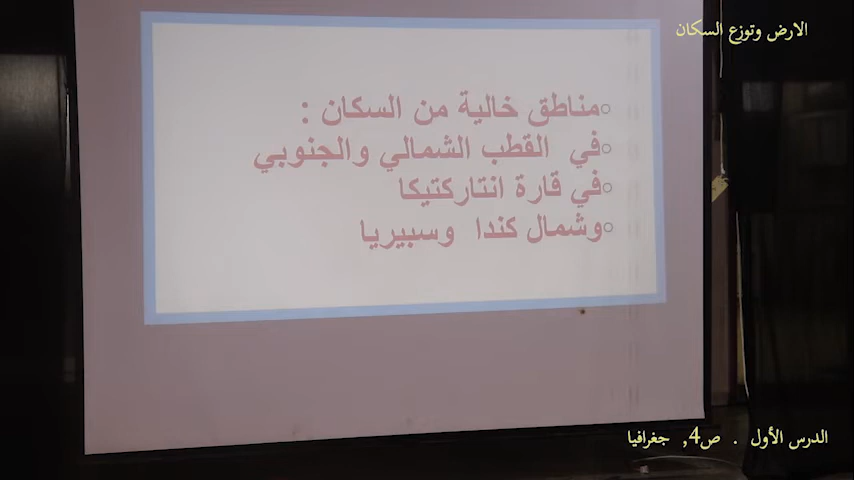 الارض وتوزع السكان
مناطق خالية من السكان :
في القطب الشمالي والجنوبي
في قارة انتاركتيكا
وشمال كندا وسبيريا
الدرس الأول . ص4, جغرافيا